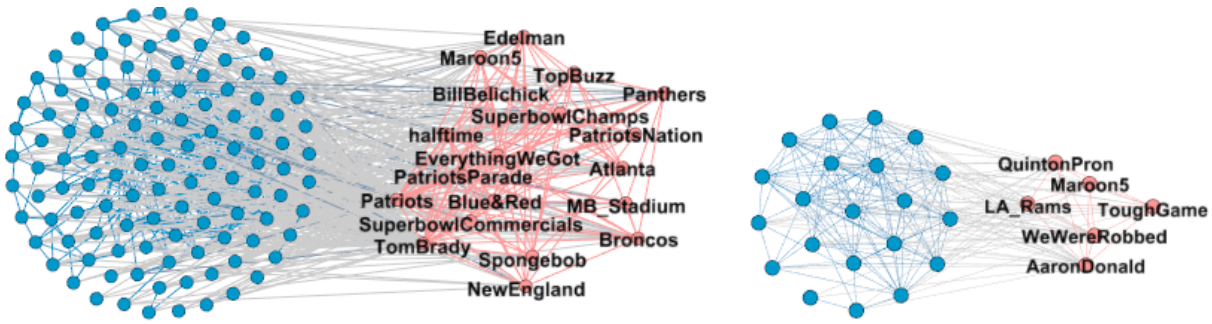 Edelman
Maroon5
TopBuzz
BillBelichick
Panthers
SuperbowlChamps
halftime
PatriotsNation
EverythingWeGot
Atlanta
PatriotsParade
Patriots
Blue&Red
MB_Stadium
SuperbowlCommercials
TomBrady
Broncos
Spongebob
NewEngland
QuintonPron
Maroon5
LA_Rams
ToughGame
WeWereRobbed
AaronDonald